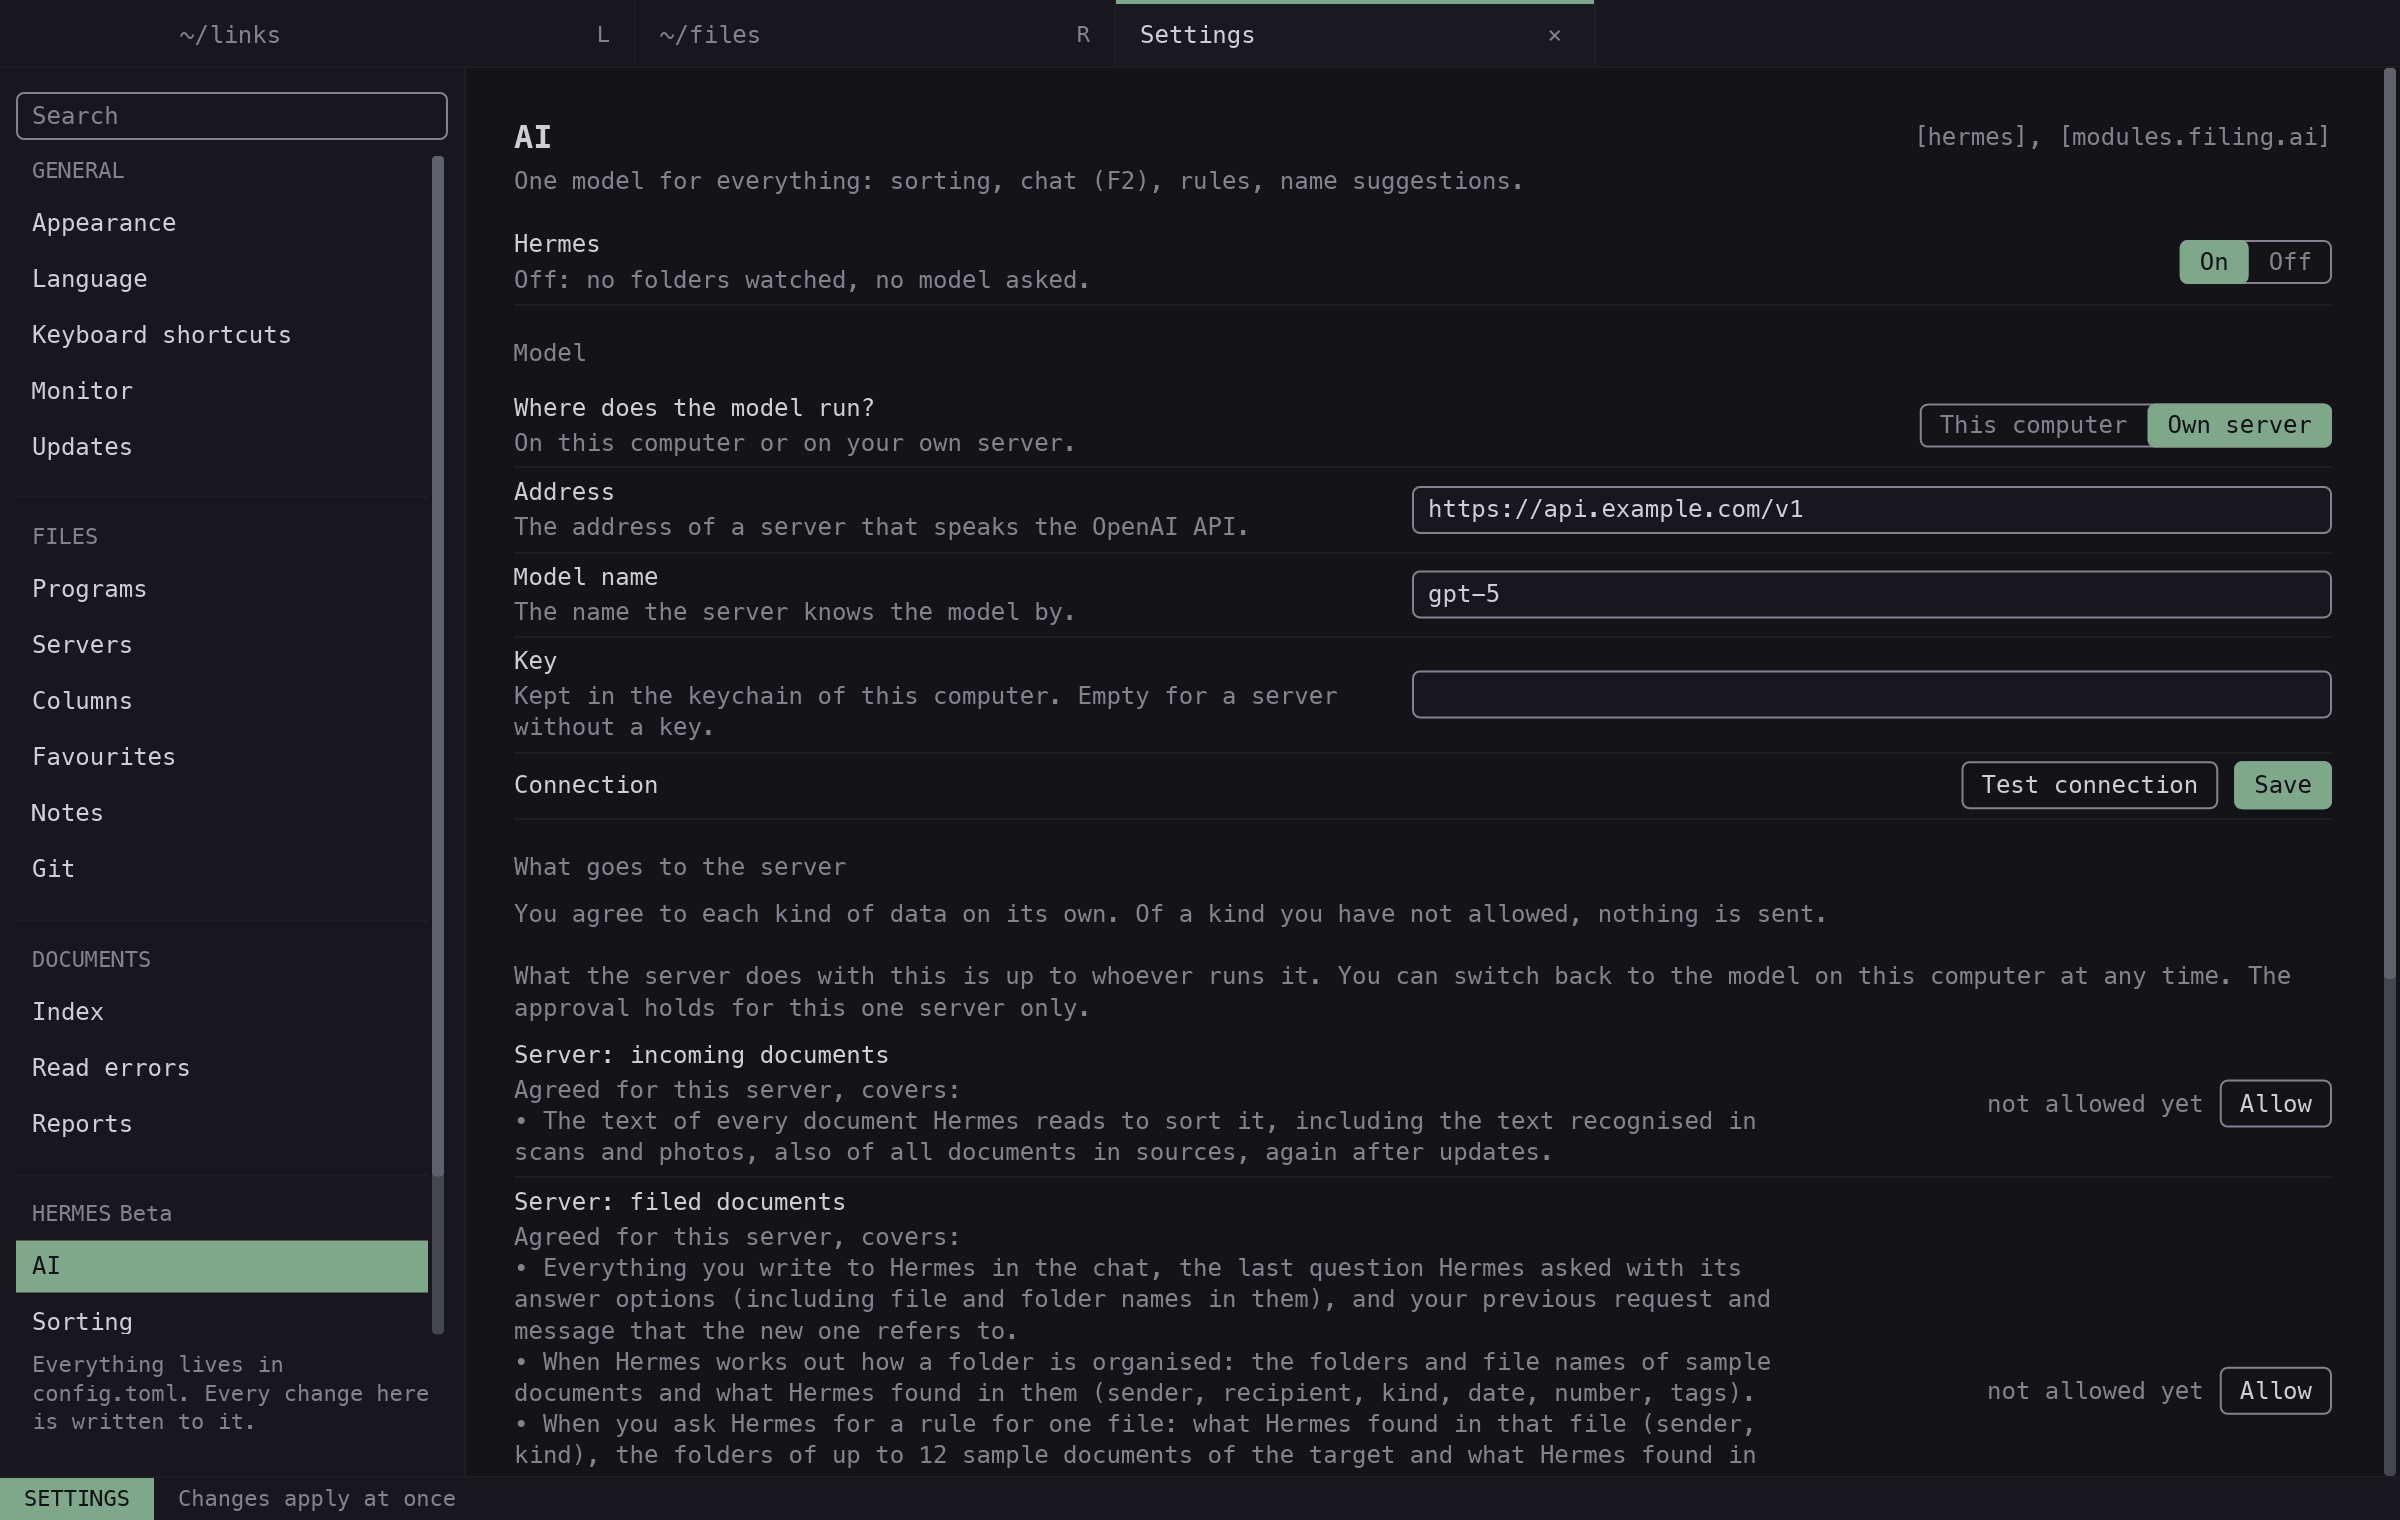 ~/links L ~/files R Settings ×
Search
GENERAL
Appearance
Language
Keyboard shortcuts
Monitor
Updates
FILES
Programs
Servers
Columns
Favourites
Notes
Git
DOCUMENTS
Index
Read errors
Reports
HERMES Beta
AI
Sorting
Everything lives in
config.toml. Every change here
is written to it.
AI [hermes], [modules.filing.ai]
One model for everything: sorting, chat (F2), rules, name suggestions.
Hermes
Off: no folders watched, no model asked.
On Off
Model
Where does the model run?
On this computer or on your own server.
This computer Own server
Address
The address of a server that speaks the OpenAI API.
https://api.example.com/v1
Model name
The name the server knows the model by.
gpt-5
Key
Kept in the keychain of this computer. Empty for a server
without a key.
Connection Test connection Save
What goes to the server
You agree to each kind of data on its own. Of a kind you have not allowed, nothing is sent.
What the server does with this is up to whoever runs it. You can switch back to the model on this computer at any time. The
approval holds for this one server only.
Server: incoming documents
Agreed for this server, covers:
• The text of every document Hermes reads to sort it, including the text recognised in
scans and photos, also of all documents in sources, again after updates.
not allowed yet Allow
Server: filed documents
Agreed for this server, covers:
• Everything you write to Hermes in the chat, the last question Hermes asked with its
answer options (including file and folder names in them), and your previous request and
message that the new one refers to.
• When Hermes works out how a folder is organised: the folders and file names of sample
documents and what Hermes found in them (sender, recipient, kind, date, number, tags).
• When you ask Hermes for a rule for one file: what Hermes found in that file (sender,
kind), the folders of up to 12 sample documents of the target and what Hermes found in
not allowed yet Allow
SETTINGS Changes apply at once